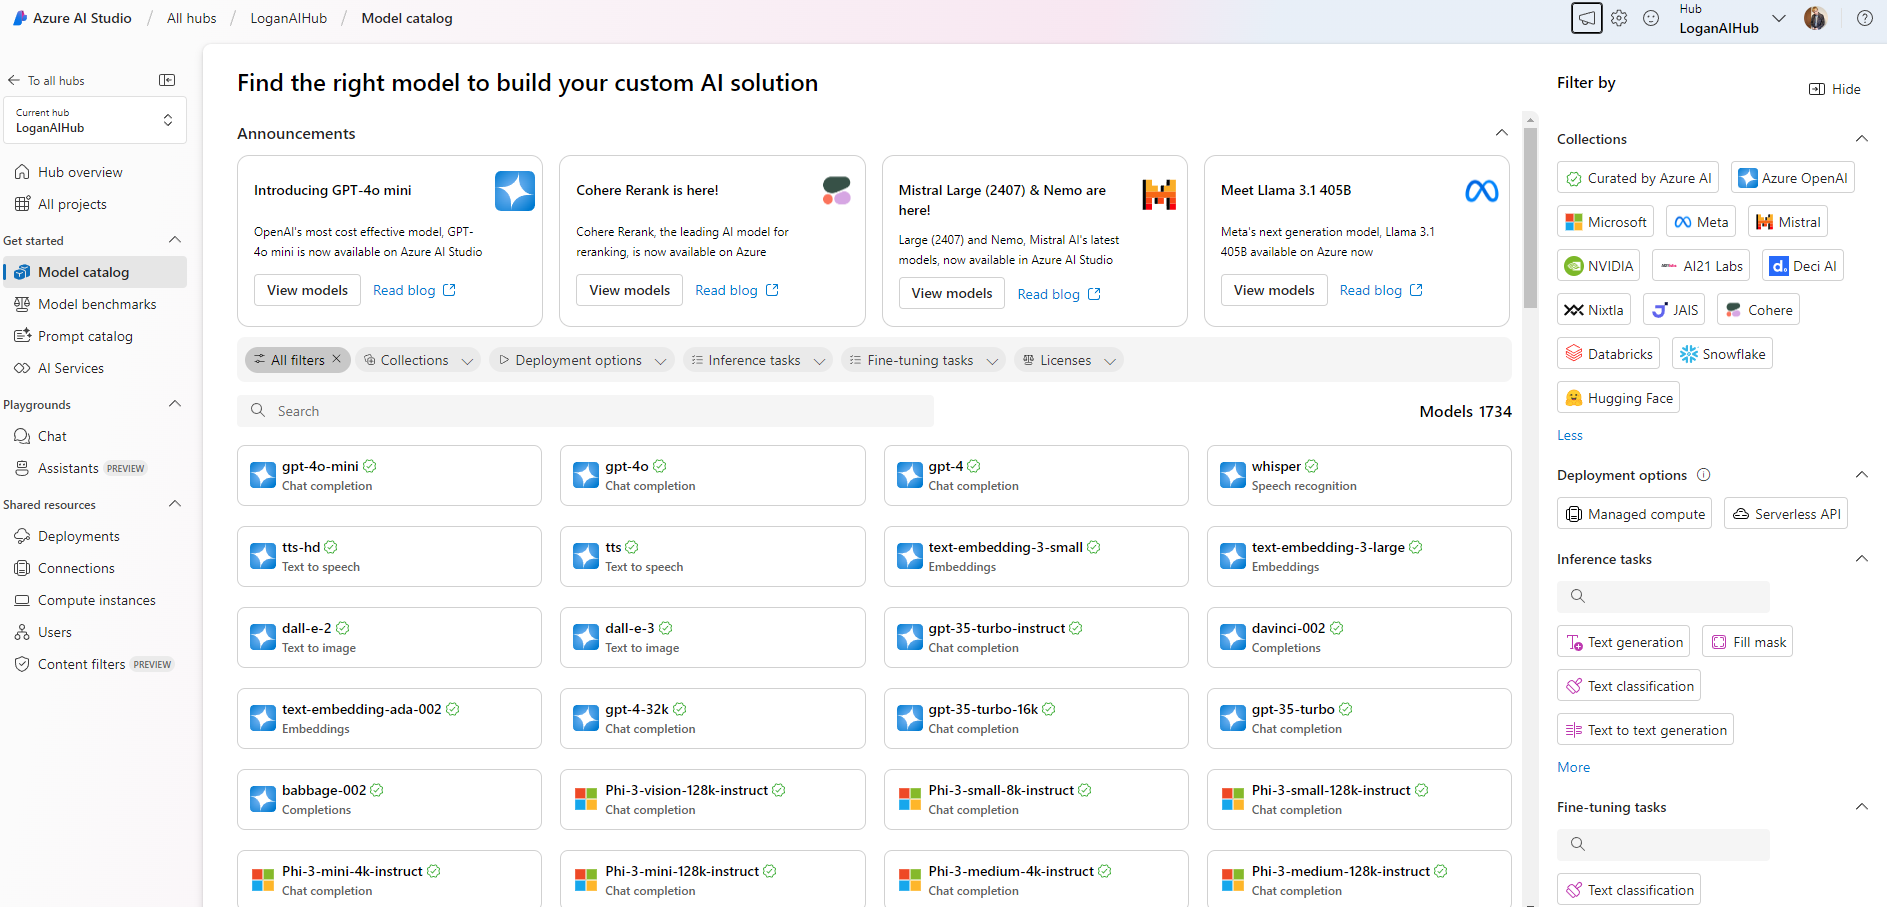 Azure AI Studio / All hubs / LoganAIHub / Model catalog
Hub
LoganAIHub
To all hubs
Current hub
LoganAIHub
Hub overview
All projects
Get started
Model catalog
Model benchmarks
Prompt catalog
AI Services
Playgrounds
Chat
Assistants PREVIEW
Shared resources
Deployments
Connections
Compute instances
Users
Content filters PREVIEW
Find the right model to build your custom AI solution
Announcements
Introducing GPT-4o mini
OpenAI's most cost effective model, GPT-
4o mini is now available on Azure AI Studio
View models Read blog
Cohere Rerank is here!
Cohere Rerank, the leading AI model for
reranking, is now available on Azure
View models Read blog
Mistral Large (2407) & Nemo are
here!
Large (2407) and Nemo, Mistral AI's latest
models, now available in Azure AI Studio
View models Read blog
Meet Llama 3.1 405B
Meta's next generation model, Llama 3.1
405B available on Azure now
View models Read blog
All filters Collections Deployment options Inference tasks Fine-tuning tasks Licenses
Search
Models 1734
gpt-4o-mini
Chat completion
gpt-4o
Chat completion
gpt-4
Chat completion
whisper
Speech recognition
tts-hd
Text to speech
tts
Text to speech
text-embedding-3-small
Embeddings
text-embedding-3-large
Embeddings
dall-e-2
Text to image
dall-e-3
Text to image
gpt-35-turbo-instruct
Chat completion
davinci-002
Completions
text-embedding-ada-002
Embeddings
gpt-4-32k
Chat completion
gpt-35-turbo-16k
Chat completion
gpt-35-turbo
Chat completion
babbage-002
Completions
Phi-3-vision-128k-instruct
Chat completion
Phi-3-small-8k-instruct
Chat completion
Phi-3-small-128k-instruct
Chat completion
Phi-3-mini-4k-instruct
Chat completion
Phi-3-mini-128k-instruct
Chat completion
Phi-3-medium-4k-instruct
Chat completion
Phi-3-medium-128k-instruct
Chat completion
Filter by
Hide
Collections
Curated by Azure AI Azure OpenAI
Microsoft Meta Mistral
NVIDIA AI21 Labs Deci AI
Nixtla JAIS Cohere
Databricks Snowflake
Hugging Face
Less
Deployment options
Managed compute Serverless API
Inference tasks
Text generation Fill mask
Text classification
Text to text generation
More
Fine-tuning tasks
Text classification